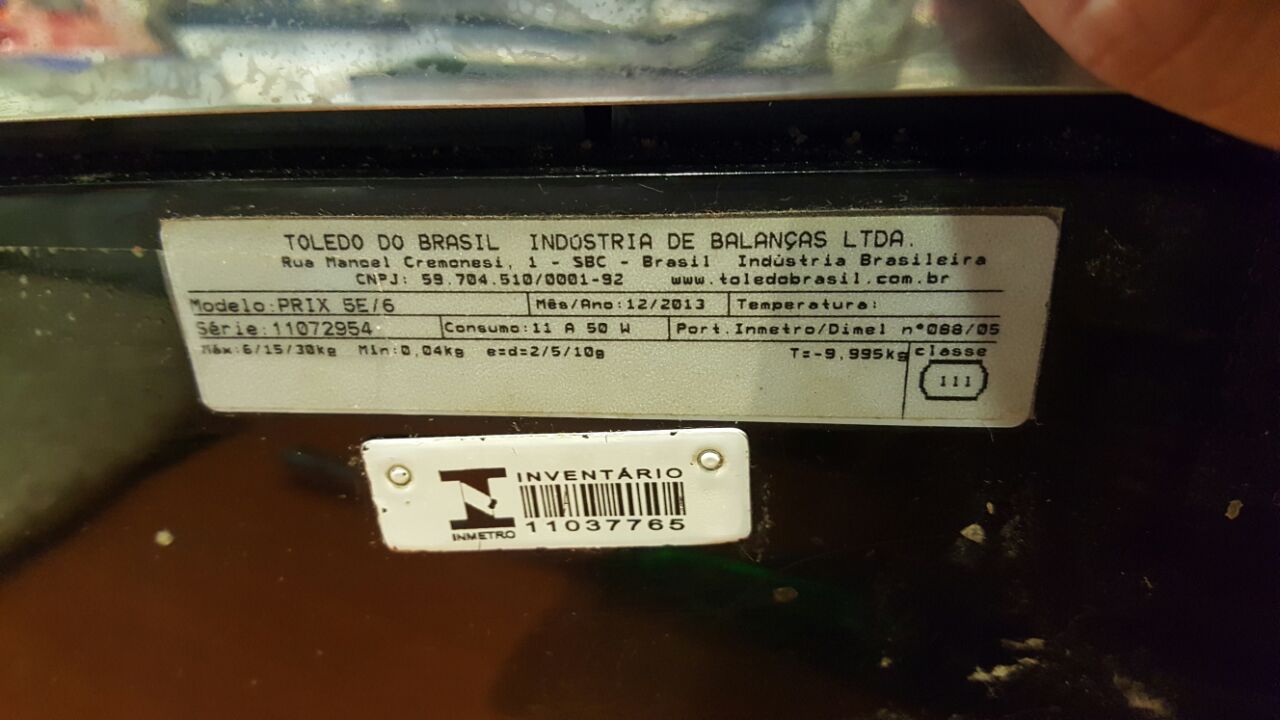 TOLEDO DO BRASIL INDÚSTRIA DE BALANÇAS LTDA.
Rua Manoel Cremonesi, 1 - SBC - Brasil Indústria Brasileira
CNPJ: 59.704.510/0001-92 www.toledobrasil.com.br
Modelo:PRIX 5E/6 Mês/Ano:12/2013 Temperatura:
Série:11072954 Consumo:11 A 50 W Port.Inmetro/Dimel nº088/05
Máx:6/15/30kg Min:0,04kg e=d=2/5/10g T=-9,995kg classe
III
INVENTÁRIO
11037765
INMETRO